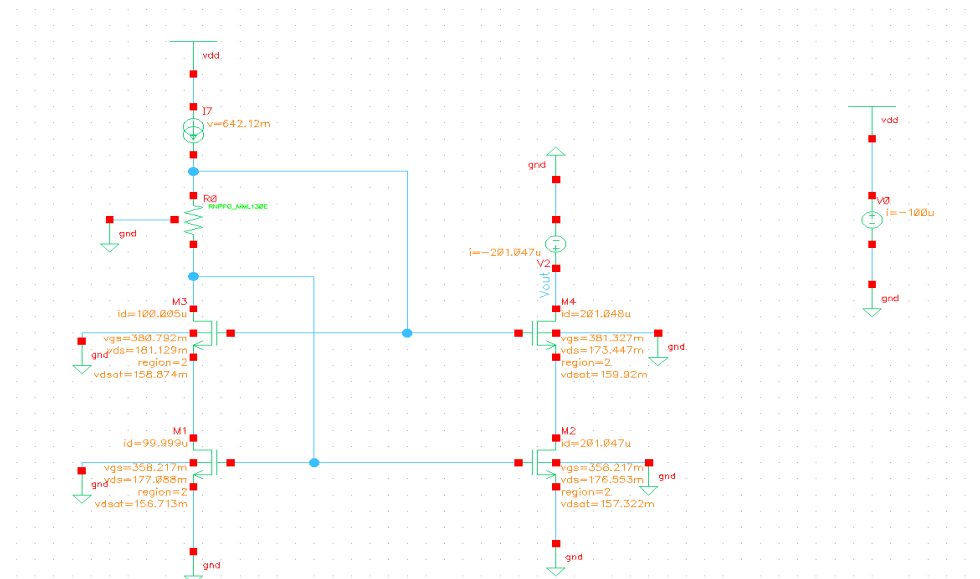 vdd
I7
v=642.12m
R0
RNPPO_MML130E
gnd
M3
id=100.005u
vgs=380.792m
vds=181.129m
region=2
vdsat=158.874m
gnd
M1
id=99.999u
vgs=358.217m
vds=177.088m
region=2
vdsat=156.713m
gnd
gnd
gnd
i=-201.047u
V2
Vout
M4
id=201.048u
vgs=381.327m
vds=173.447m
region=2
vdsat=159.92m
gnd
M2
id=201.047u
vgs=358.217m
vds=176.553m
region=2
vdsat=157.322m
gnd
gnd
vdd
V0
i=-100u
gnd